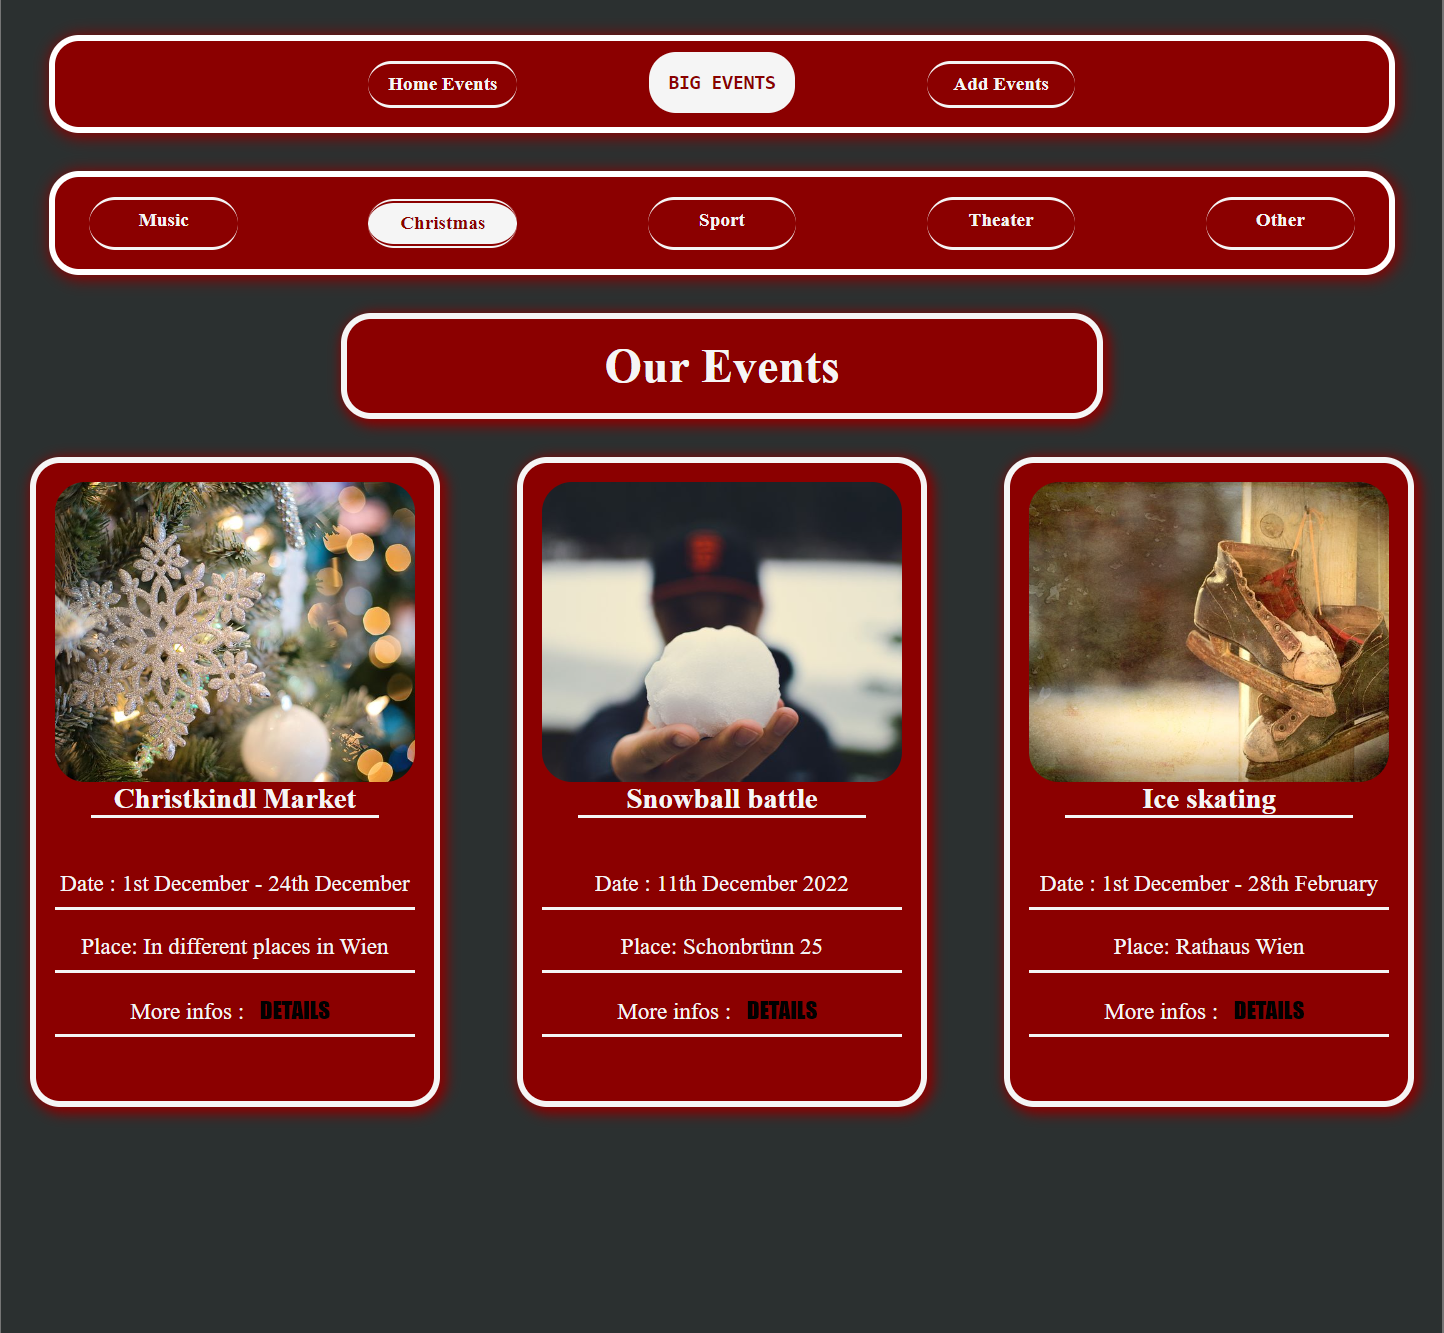 Home Events BIG EVENTS Add Events
Music Christmas Sport Theater Other
Our Events
Christkindl Market
Date : 1st December - 24th December
Place: In different places in Wien
More infos : DETAILS
Snowball battle
Date : 11th December 2022
Place: Schonbrünn 25
More infos : DETAILS
Ice skating
Date : 1st December - 28th February
Place: Rathaus Wien
More infos : DETAILS